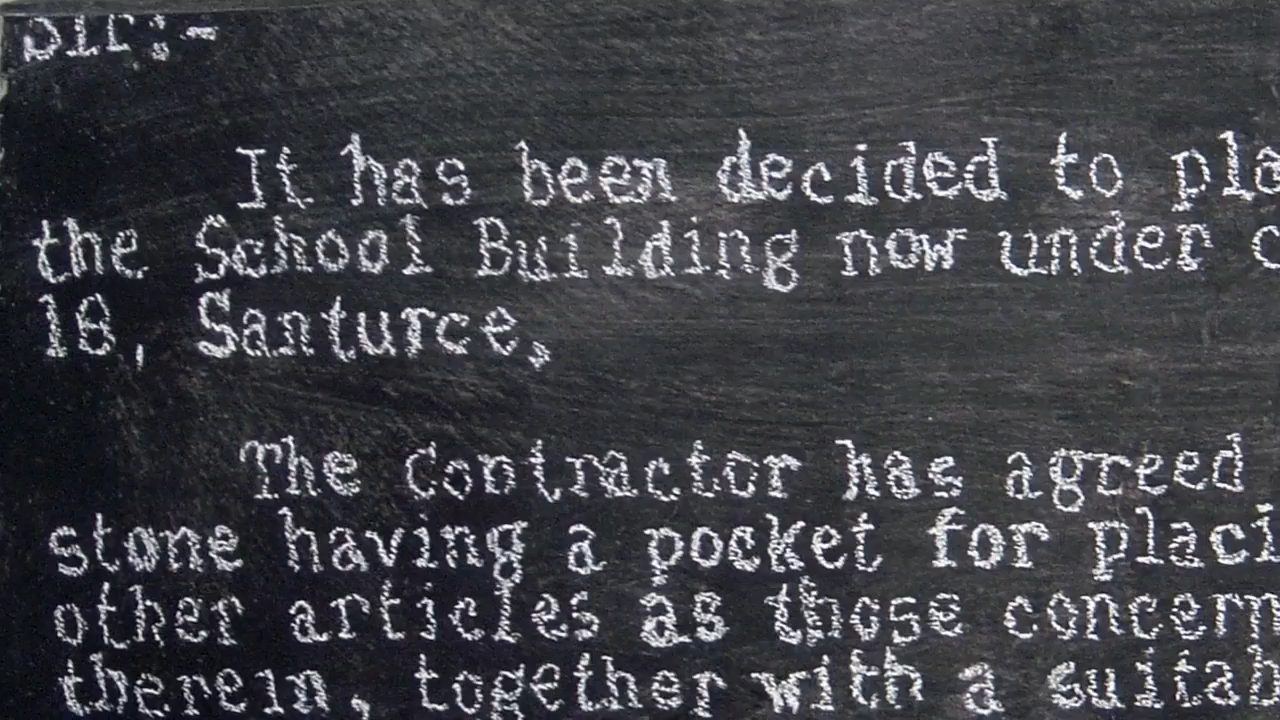 Sir:-
It has been decided to pla
the School Building now under c
18, Santurce,
The Contractor has agreed
stone having a pocket for placi
other articles as those concern
therein, together with a suitab